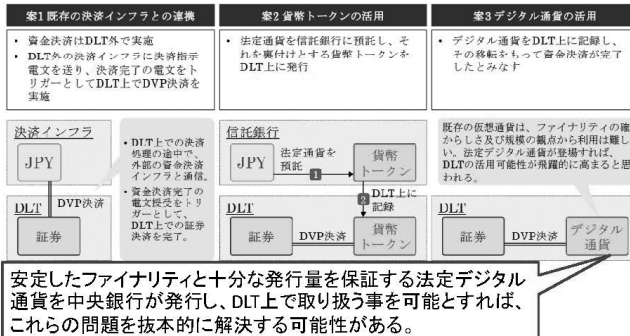 案1 既存の決済インフラとの連携
・ 資金決済はDLT外で実施
・ DLT外の決済インフラに決済指示
電文を送り、決済完了の電文をト
リガーとしてDLT上でDVP決済を
実施
案2 貨幣トークンの活用
・ 法定通貨を信託銀行に預託し、そ
れを裏付けとする貨幣トークンを
DLT上に発行
案3 デジタル通貨の活用
・ デジタル通貨をDLT上に記録し、
その移転をもって資金決済が完了
したとみなす
決済インフラ
JPY
DLT
DVP決済
証券
・DLT上での決済
処理の途中で、
外部の資金決済
インフラと通信。
・資金決済完了の
電文授受をトリ
ガーとして、
DLT上での証券
決済を完了。
信託銀行
JPY
法定通貨を
預託
1
貨幣
トークン
2
DLT上に
記録
DLT
証券
DVP決済
貨幣
トークン
既存の仮想通貨は、ファイナリティの確
からしさ及び規模の観点から利用は難し
い。法定デジタル通貨が登場すれば、
DLTの活用可能性が飛躍的に高まると思
われる。
DLT
証券
DVP決済
デジタル
通貨
安定したファイナリティと十分な発行量を保証する法定デジタル
通貨を中央銀行が発行し、DLT上で取り扱う事を可能とすれば、
これらの問題を抜本的に解決する可能性がある。